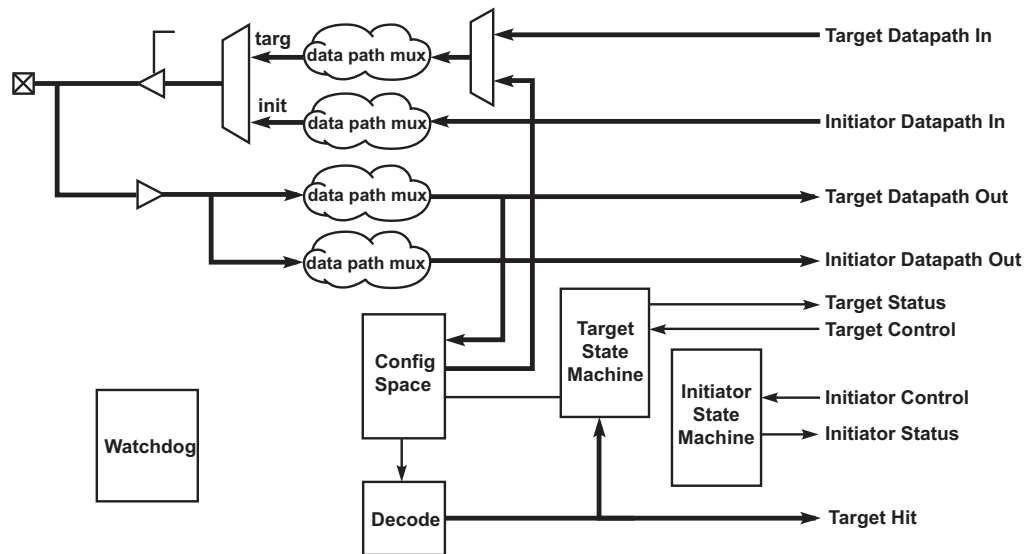 targ
data path mux
Target Datapath In
init
data path mux
Initiator Datapath In
data path mux
Target Datapath Out
data path mux
Initiator Datapath Out
Target Status
Target Control
Target
State
Machine
Config
Space
Initiator
State
Machine
Initiator Control
Initiator Status
Watchdog
Decode
Target Hit